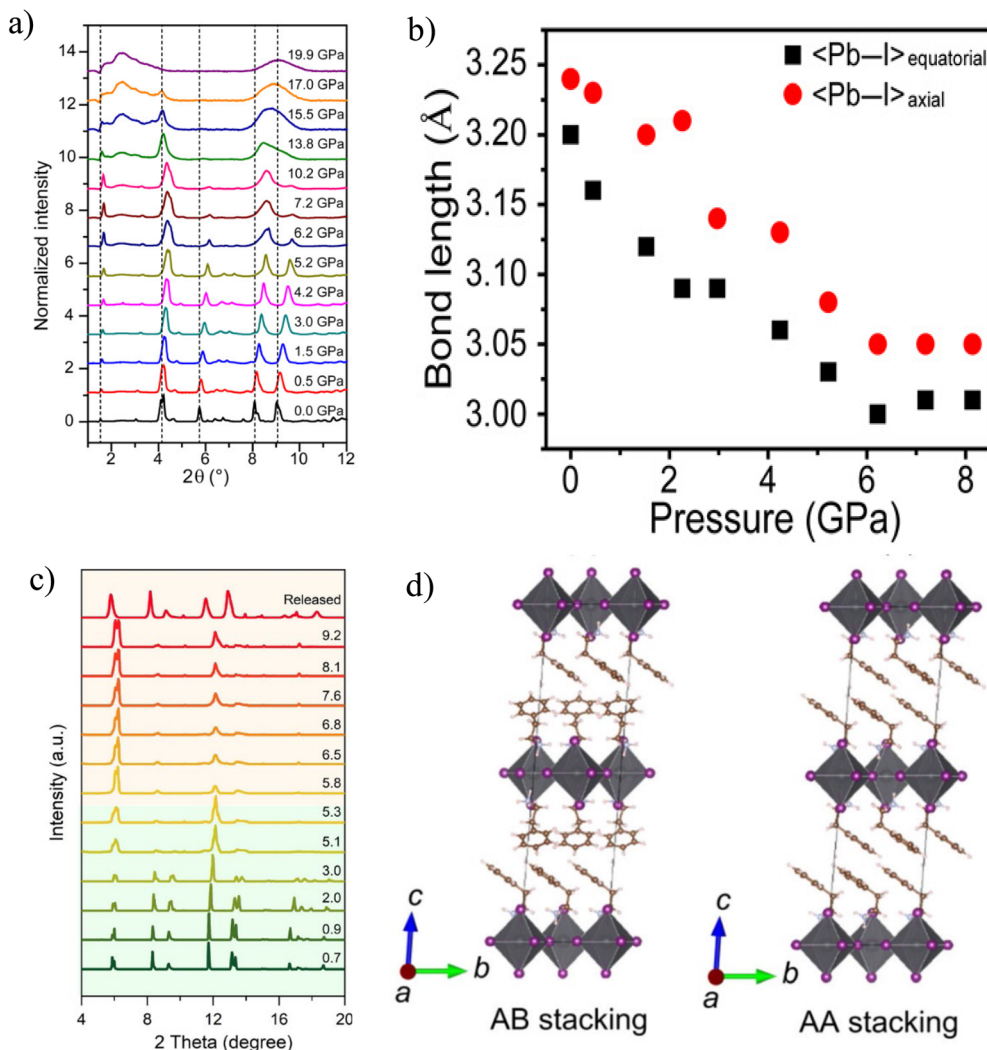 a)
14
12
10
8
6
4
2
0
Normalized intensity
19.9 GPa
17.0 GPa
15.5 GPa
13.8 GPa
10.2 GPa
7.2 GPa
6.2 GPa
5.2 GPa
4.2 GPa
3.0 GPa
1.5 GPa
0.5 GPa
0.0 GPa
2 4 6 8 10 12
2θ (°)
b)
3.25
3.20
3.15
3.10
3.05
3.00
Bond length (Å)
<Pb–I>equatorial
<Pb–I>axial
0 2 4 6 8
Pressure (GPa)
c)
Intensity (a.u.)
Released
9.2
8.1
7.6
6.8
6.5
5.8
5.3
5.1
3.0
2.0
0.9
0.7
4 8 12 16 20
2 Theta (degree)
d)
c
b
a
AB stacking
c
b
a
AA stacking